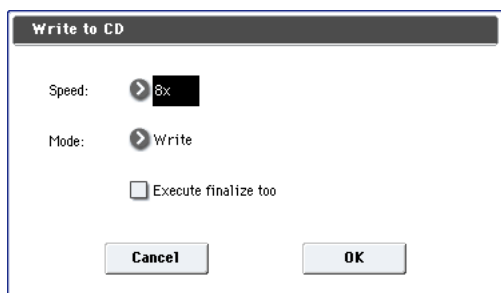 Write to CD
Speed: 8x
Mode: Write
Execute finalize too
Cancel OK